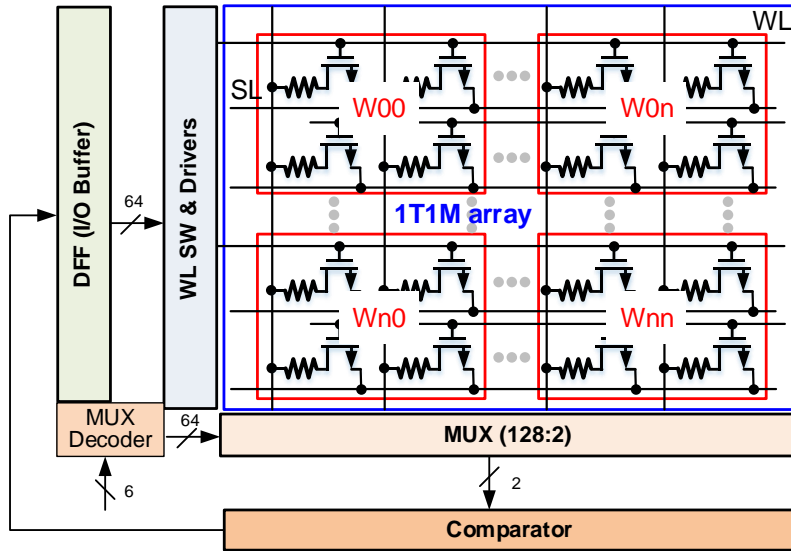 WL
SL
W00
W0n
DFF (I/O Buffer)
64
WL SW & Drivers
1T1M array
Wn0
Wnn
MUX
Decoder
64
MUX (128:2)
6
2
Comparator